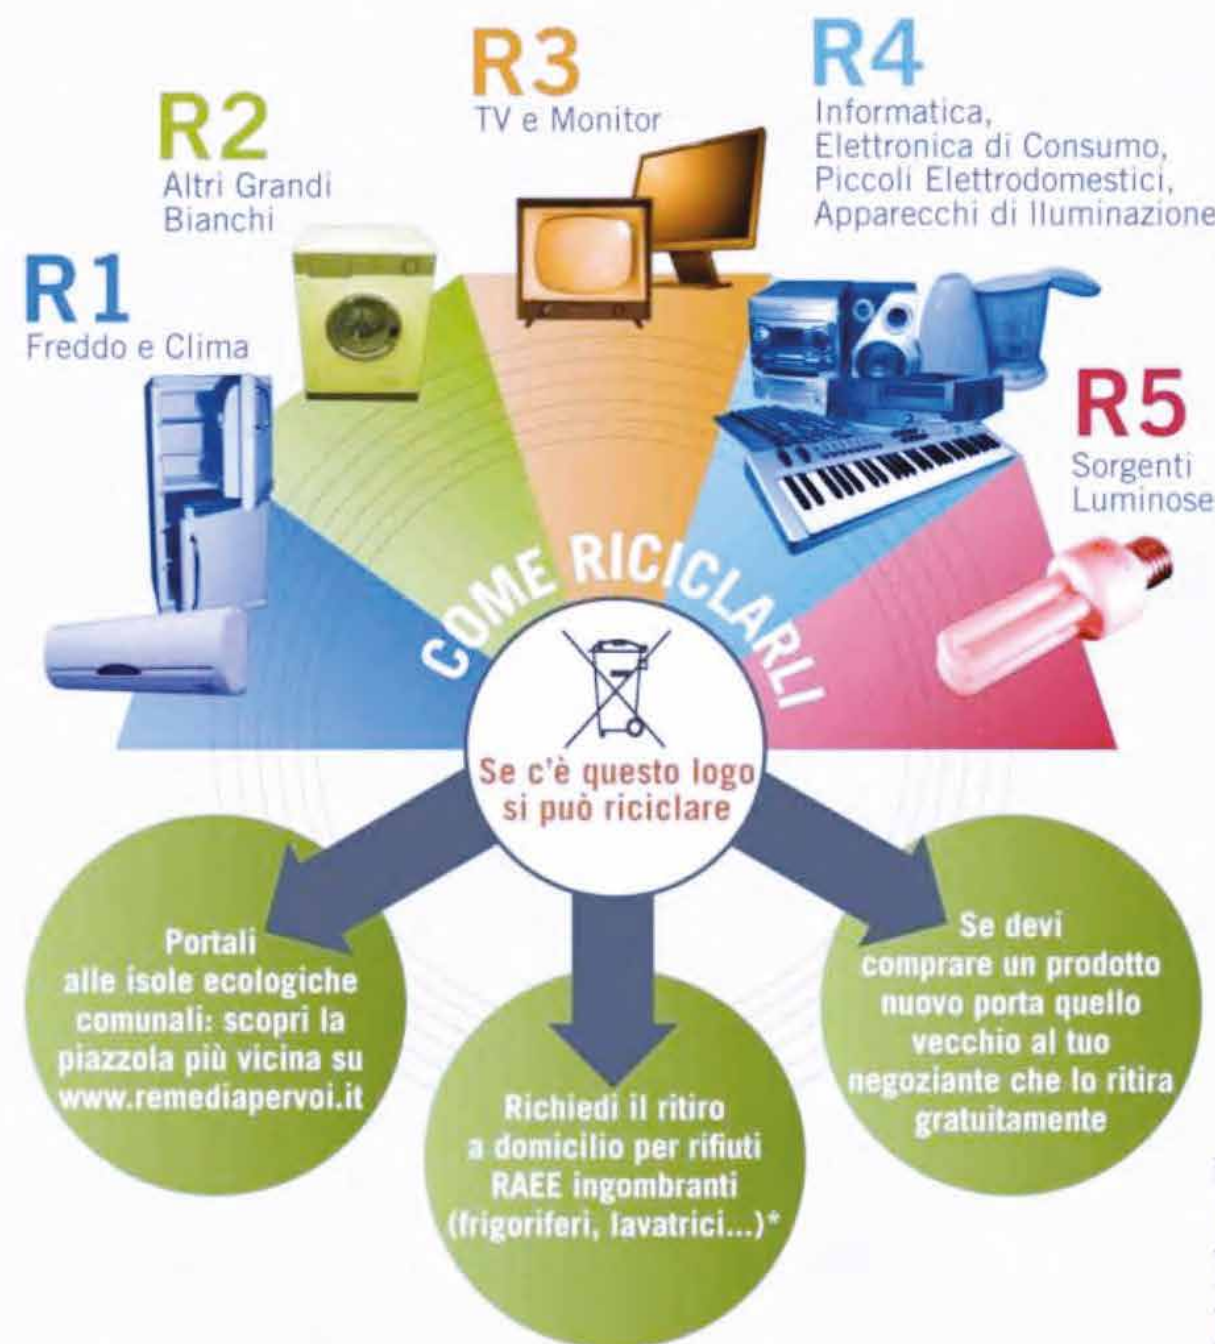 R1
Freddo e Clima
R2
Altri Grandi
Bianchi
R3
TV e Monitor
R4
Informatica,
Elettronica di Consumo,
Piccoli Elettrodomestici,
Apparecchi di Iluminazione
R5
Sorgenti
Luminose
COME RICICLARLI
Se c'è questo logo
si può riciclare
Portali
alle isole ecologiche
comunali: scopri la
piazzola più vicina su
www.remediapervoi.it
Richiedi il ritiro
a domicilio per rifiuti
RAEE ingombranti
(frigoriferi, lavatrici...)*
Se devi
comprare un prodotto
nuovo porta quello
vecchio al tuo
negoziante che lo ritira
gratuitamente